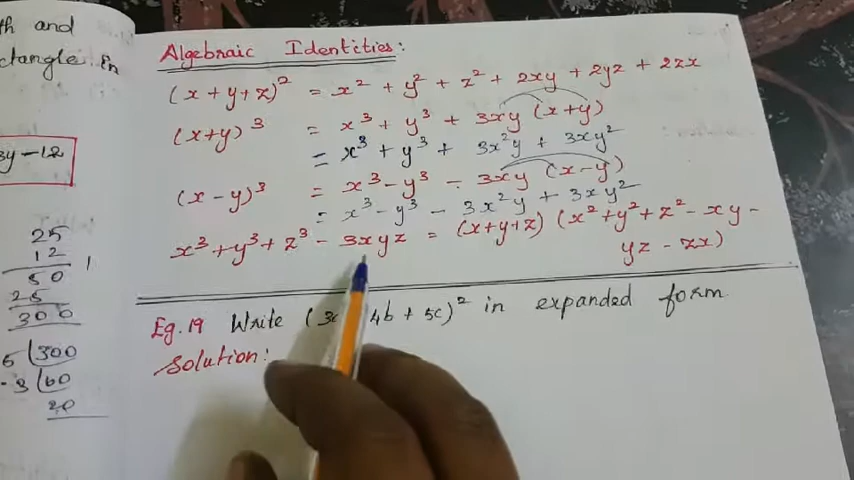 th and
ctangle in
3y - 12
25
12
50
25
300
5 (300
3 (60
20
Algebraic Identities:
(x+y+z)² = x² + y² + z² + 2xy + 2yz + 2zx
(x+y)³ = x³ + y³ + 3xy (x+y)
= x³ + y³ + 3x²y + 3xy²
(x-y)³ = x³ - y³ - 3xy (x-y)
= x³ - y³ - 3x²y + 3xy²
x³ + y³ + z³ - 3xyz = (x+y+z) (x² + y² + z² - xy -
yz - zx)
Eg. 19 Write (3 4b + 5c)² in expanded form
Solution: